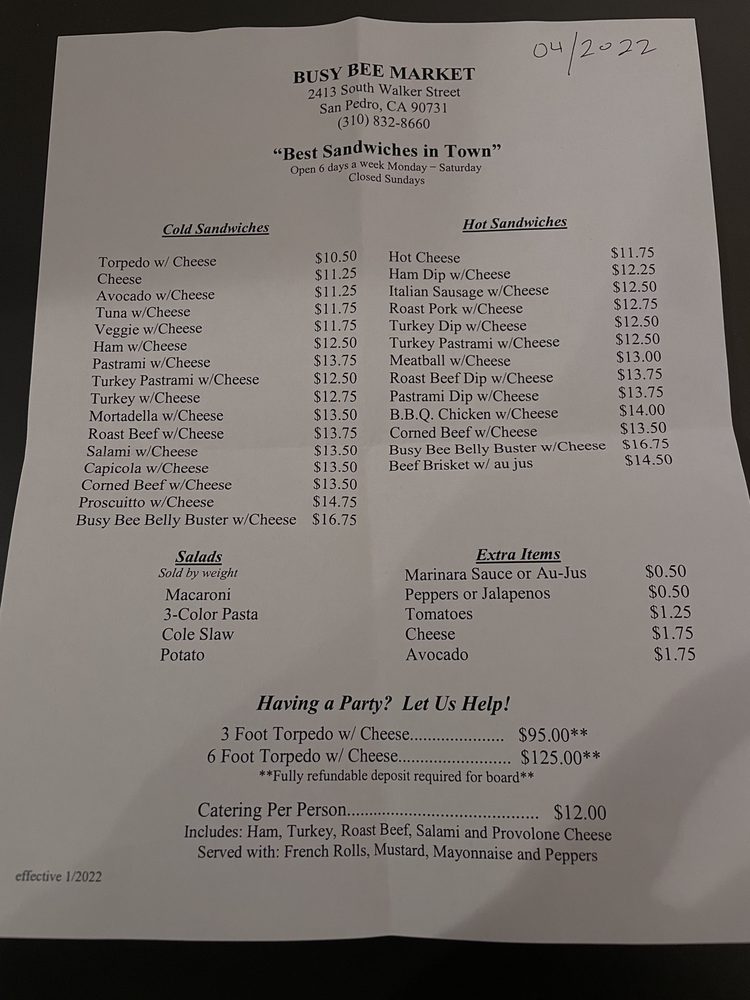 04/2022
BUSY BEE MARKET
2413 South Walker Street
San Pedro, CA 90731
(310) 832-8660
“Best Sandwiches in Town”
Open 6 days a week Monday – Saturday
Closed Sundays
Cold Sandwiches
Torpedo w/ Cheese $10.50
Cheese $11.25
Avocado w/Cheese $11.25
Tuna w/Cheese $11.75
Veggie w/Cheese $11.75
Ham w/Cheese $12.50
Pastrami w/Cheese $13.75
Turkey Pastrami w/Cheese $12.50
Turkey w/Cheese $12.75
Mortadella w/Cheese $13.50
Roast Beef w/Cheese $13.75
Salami w/Cheese $13.50
Capicola w/Cheese $13.50
Corned Beef w/Cheese $13.50
Proscuitto w/Cheese $14.75
Busy Bee Belly Buster w/Cheese $16.75
Hot Sandwiches
Hot Cheese $11.75
Ham Dip w/Cheese $12.25
Italian Sausage w/Cheese $12.50
Roast Pork w/Cheese $12.75
Turkey Dip w/Cheese $12.50
Turkey Pastrami w/Cheese $12.50
Meatball w/Cheese $13.00
Roast Beef Dip w/Cheese $13.75
Pastrami Dip w/Cheese $13.75
B.B.Q. Chicken w/Cheese $14.00
Corned Beef w/Cheese $13.50
Busy Bee Belly Buster w/Cheese $16.75
Beef Brisket w/ au jus $14.50
Salads
Sold by weight
Macaroni
3-Color Pasta
Cole Slaw
Potato
Extra Items
Marinara Sauce or Au-Jus $0.50
Peppers or Jalapenos $0.50
Tomatoes $1.25
Cheese $1.75
Avocado $1.75
Having a Party? Let Us Help!
3 Foot Torpedo w/ Cheese..................... $95.00**
6 Foot Torpedo w/ Cheese......................... $125.00**
**Fully refundable deposit required for board**
Catering Per Person.......................................... $12.00
Includes: Ham, Turkey, Roast Beef, Salami and Provolone Cheese
Served with: French Rolls, Mustard, Mayonnaise and Peppers
effective 1/2022